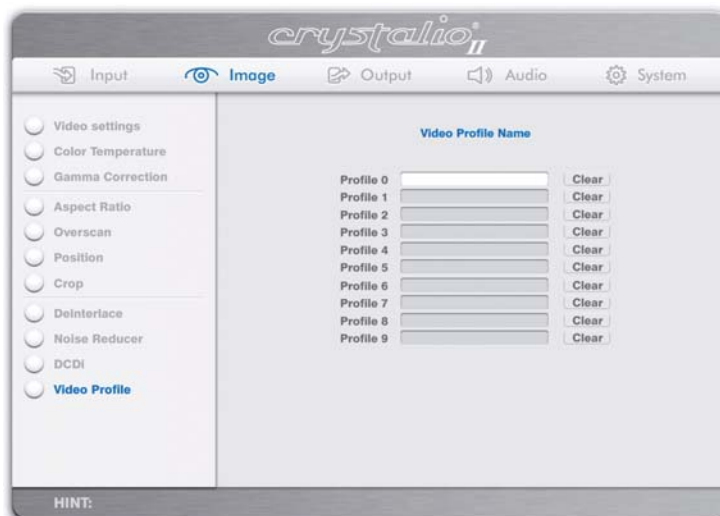 crystalio® II
Input Image Output Audio System
Video settings
Color Temperature
Gamma Correction
Aspect Ratio
Overscan
Position
Crop
Deinterlace
Noise Reducer
DCDi
Video Profile
Video Profile Name
Profile 0 Clear
Profile 1 Clear
Profile 2 Clear
Profile 3 Clear
Profile 4 Clear
Profile 5 Clear
Profile 6 Clear
Profile 7 Clear
Profile 8 Clear
Profile 9 Clear
HINT: